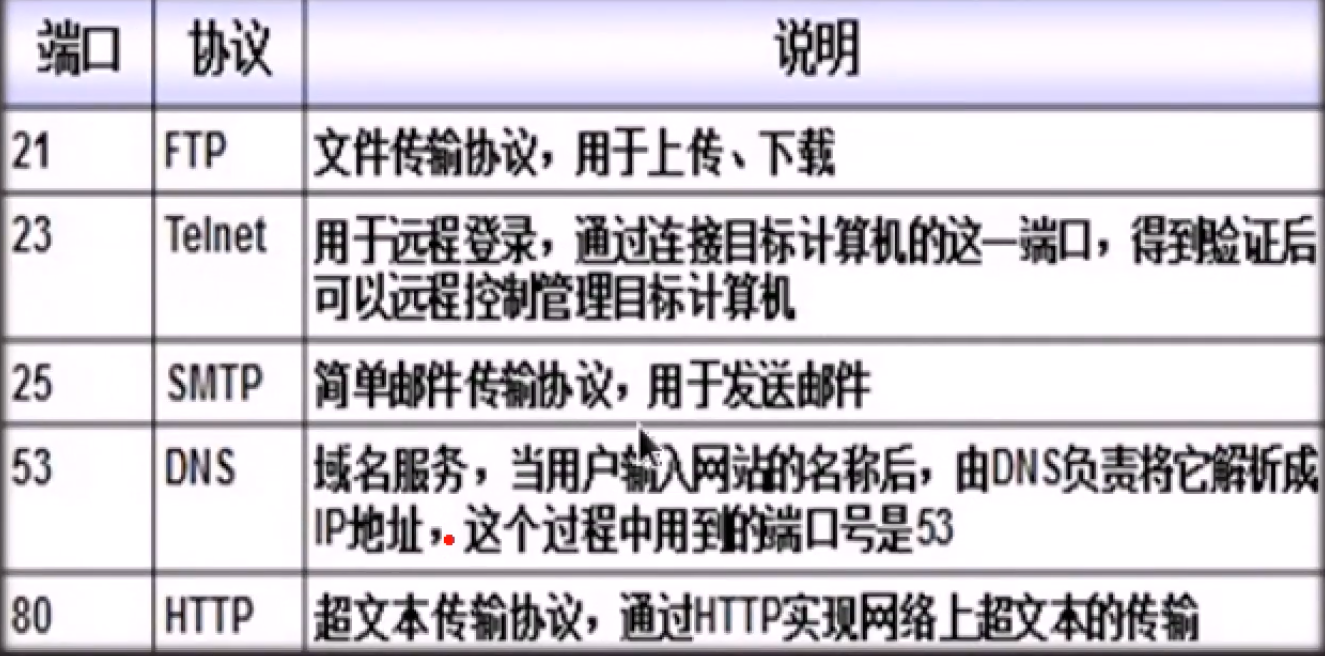 端口 协议 说明
21 FTP 文件传输协议，用于上传、下载
23 Telnet 用于远程登录，通过连接目标计算机的这一端口，得到验证后
可以远程控制管理目标计算机
25 SMTP 简单邮件传输协议，用于发送邮件
53 DNS 域名服务，当用户输入网站的名称后，由DNS负责将它解析成
IP地址，这个过程中用到的端口号是53
80 HTTP 超文本传输协议，通过HTTP实现网络上超文本的传输